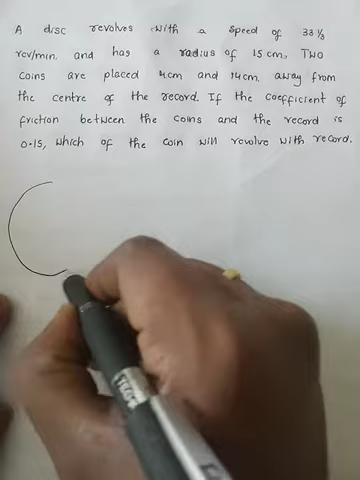 A disc revolves with a speed of 33 1/3
rev/min. and has a radius of 15 cm. Two
coins are placed 4cm and 14cm. away from
the centre of the record. If the coefficient of
friction between the coins and the record is
0.15, which of the coin will revolve with record.